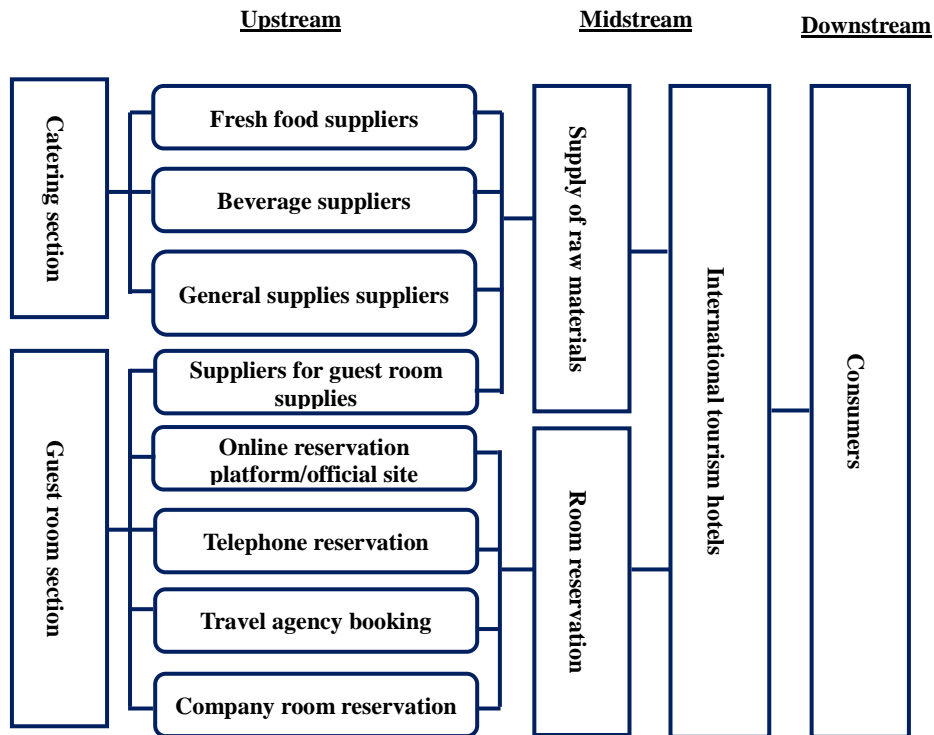 Upstream
Midstream
Downstream
Catering section
Fresh food suppliers
Beverage suppliers
General supplies suppliers
Guest room section
Suppliers for guest room
supplies
Online reservation
platform/official site
Telephone reservation
Travel agency booking
Company room reservation
Supply of raw materials
Room reservation
International tourism hotels
Consumers